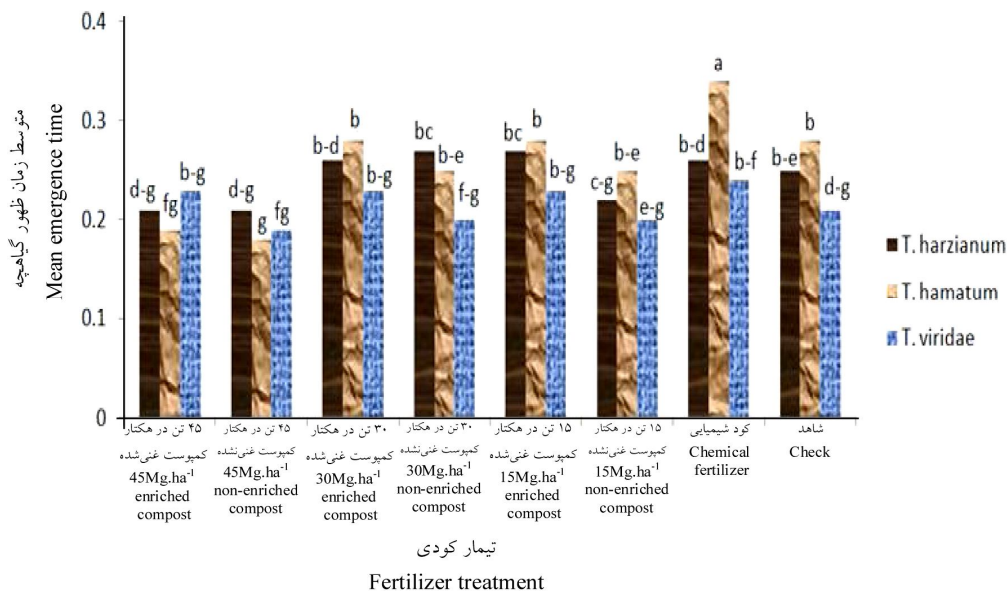 0.4
0.3
0.2
0.1
0
متوسط زمان ظهور گیاهچه
Mean emergence time
d-g
fg
b-g
d-g
g
fg
b-d
b
b-g
bc
b-e
f-g
bc
b
b-g
c-g
b-e
e-g
b-d
a
b-f
b-e
b
d-g
T. harzianum
T. hamatum
T. viridae
۴۵ تن در هکتار
کمپوست غنی‌شده
45Mg.ha⁻¹
enriched
compost
۴۵ تن در هکتار
کمپوست غنی‌نشده
45Mg.ha⁻¹
non-enriched
compost
۳۰ تن در هکتار
کمپوست غنی‌شده
30Mg.ha⁻¹
enriched
compost
۳۰ تن در هکتار
کمپوست غنی‌نشده
30Mg.ha⁻¹
non-enriched
compost
۱۵ تن در هکتار
کمپوست غنی‌شده
15Mg.ha⁻¹
enriched
compost
۱۵ تن در هکتار
کمپوست غنی‌نشده
15Mg.ha⁻¹
non-enriched
compost
کود شیمیایی
Chemical
fertilizer
شاهد
Check
تیمار کودی
Fertilizer treatment